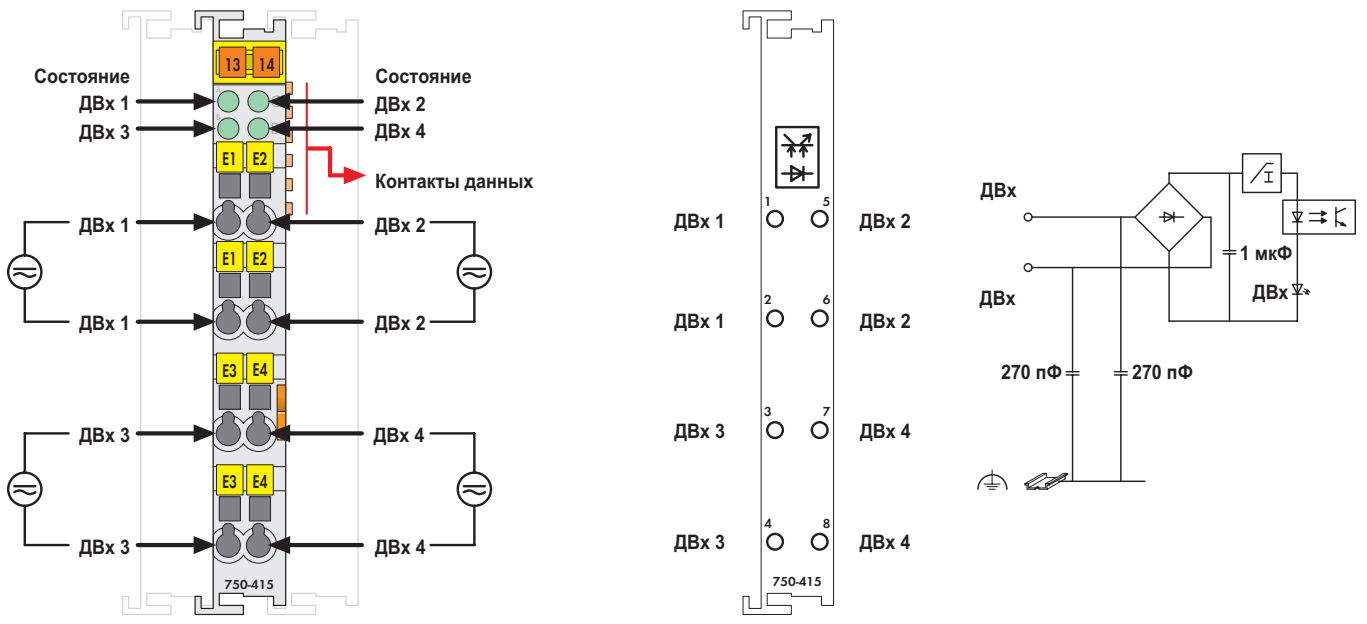 13 14
Состояние
Состояние
ДВх 1
ДВх 2
ДВх 3
ДВх 4
E1 E2
Контакты данных
ДВх 1
ДВх 2
E1 E2
ДВх 1
ДВх 2
E3 E4
ДВх 3
ДВх 4
E3 E4
ДВх 3
ДВх 4
750-415
1 5
ДВх 1
ДВх 2
2 6
ДВх 1
ДВх 2
3 7
ДВх 3
ДВх 4
4 8
ДВх 3
ДВх 4
750-415
ДВх
1 мкФ
ДВх
ДВх
270 пФ
270 пФ